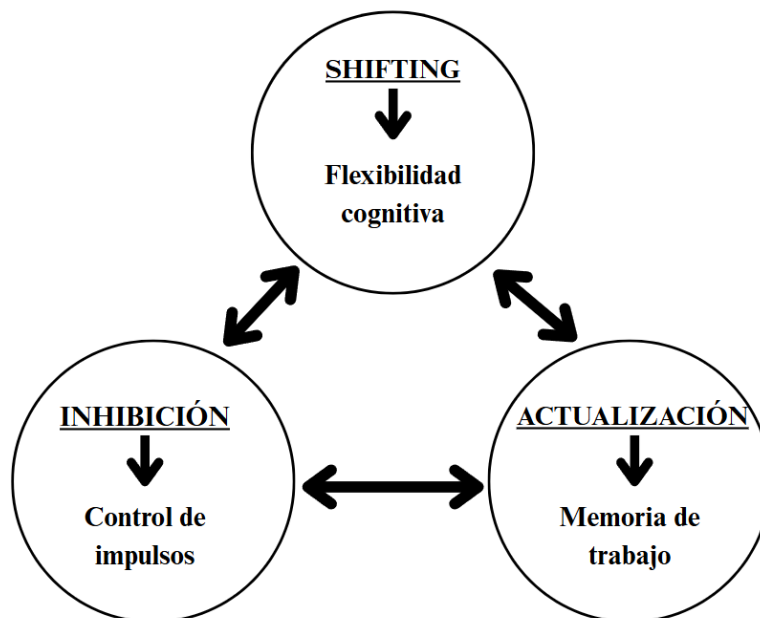 SHIFTING
Flexibilidad
cognitiva
INHIBICIÓN
Control de
impulsos
ACTUALIZACIÓN
Memoria de
trabajo